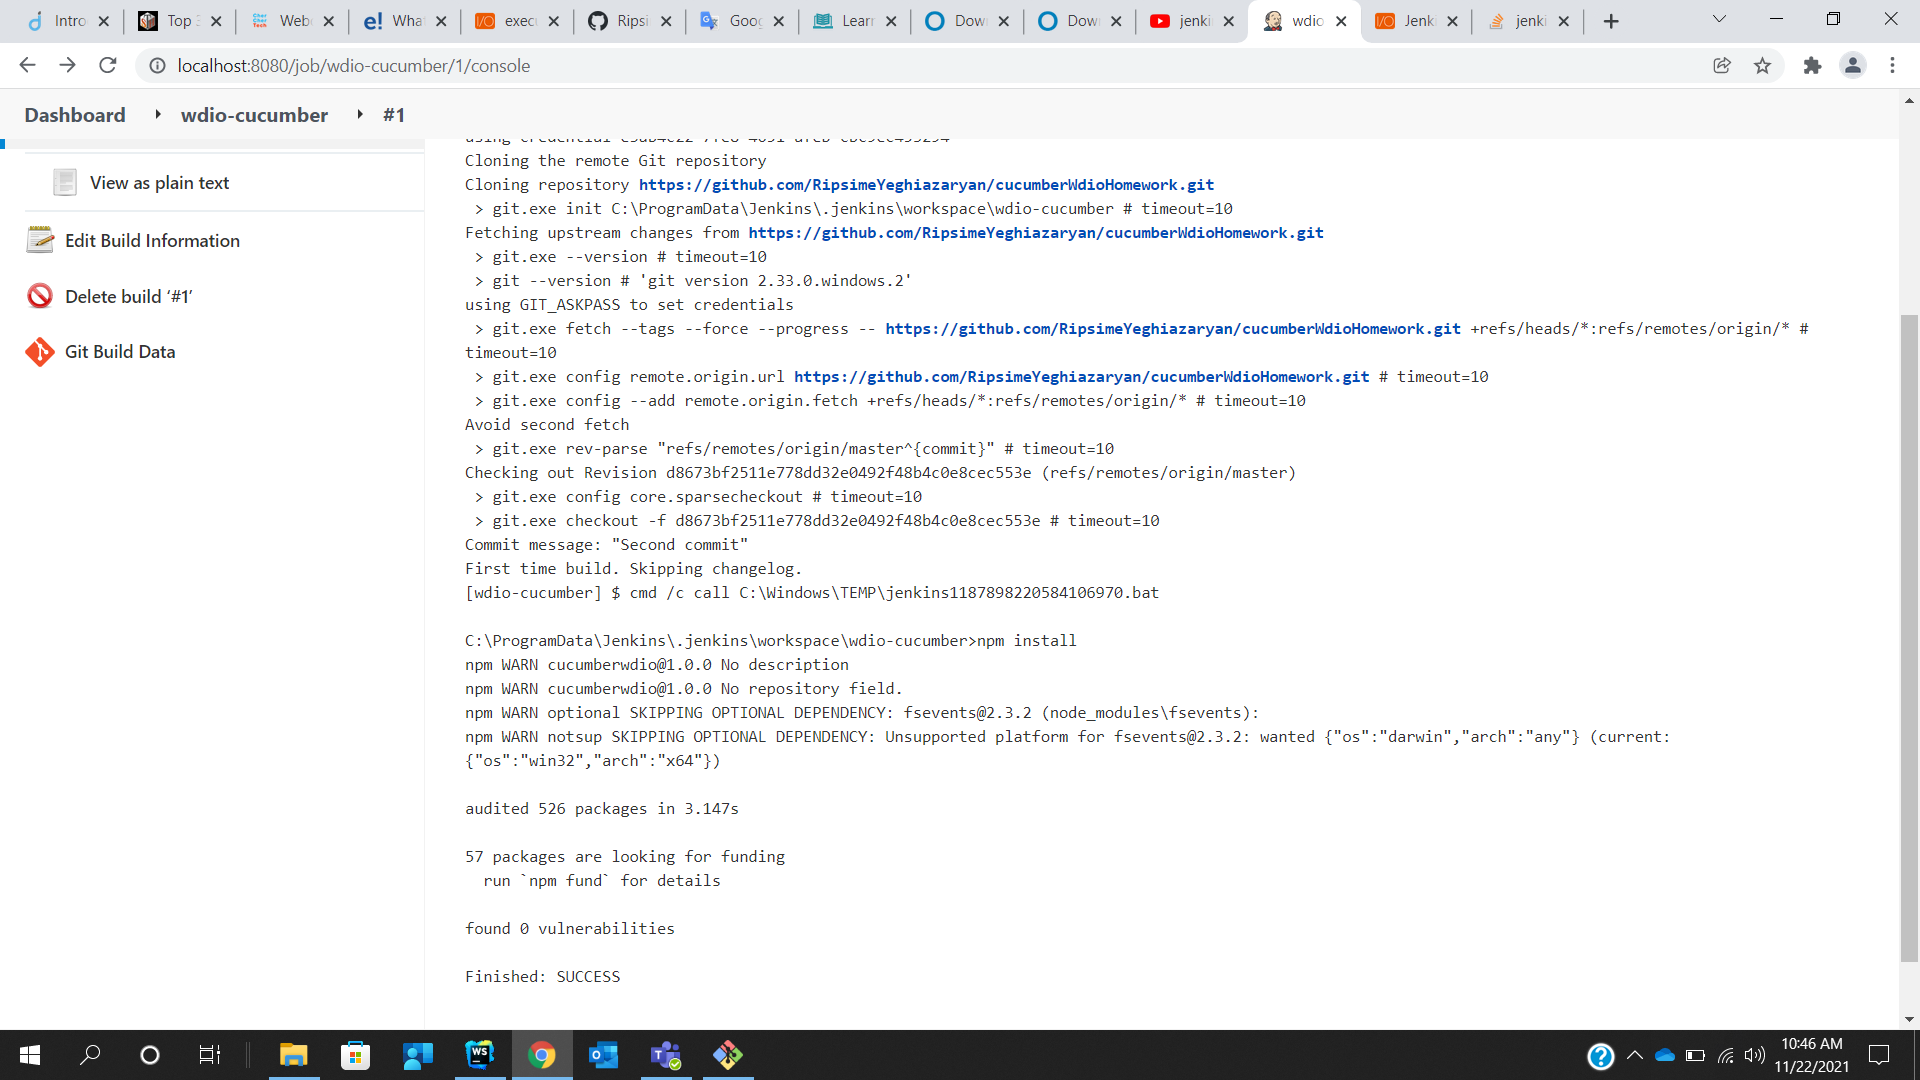 Intro
Top
Web
Wha
exec
Ripsi
Goog
Learn
Dow
Dow
jenki
wdio
Jenk
jenki
localhost:8080/job/wdio-cucumber/1/console
Dashboard
wdio-cucumber
#1
View as plain text
Edit Build Information
Delete build ‘#1’
Git Build Data
Cloning the remote Git repository
Cloning repository https://github.com/RipsimeYeghiazaryan/cucumberWdioHomework.git
> git.exe init C:\ProgramData\Jenkins\.jenkins\workspace\wdio-cucumber # timeout=10
Fetching upstream changes from https://github.com/RipsimeYeghiazaryan/cucumberWdioHomework.git
> git.exe --version # timeout=10
> git --version # 'git version 2.33.0.windows.2'
using GIT_ASKPASS to set credentials
> git.exe fetch --tags --force --progress -- https://github.com/RipsimeYeghiazaryan/cucumberWdioHomework.git +refs/heads/*:refs/remotes/origin/* #
timeout=10
> git.exe config remote.origin.url https://github.com/RipsimeYeghiazaryan/cucumberWdioHomework.git # timeout=10
> git.exe config --add remote.origin.fetch +refs/heads/*:refs/remotes/origin/* # timeout=10
Avoid second fetch
> git.exe rev-parse "refs/remotes/origin/master^{commit}" # timeout=10
Checking out Revision d8673bf2511e778dd32e0492f48b4c0e8cec553e (refs/remotes/origin/master)
> git.exe config core.sparsecheckout # timeout=10
> git.exe checkout -f d8673bf2511e778dd32e0492f48b4c0e8cec553e # timeout=10
Commit message: "Second commit"
First time build. Skipping changelog.
[wdio-cucumber] $ cmd /c call C:\Windows\TEMP\jenkins1187898220584106970.bat
C:\ProgramData\Jenkins\.jenkins\workspace\wdio-cucumber>npm install
npm WARN cucumberwdio@1.0.0 No description
npm WARN cucumberwdio@1.0.0 No repository field.
npm WARN optional SKIPPING OPTIONAL DEPENDENCY: fsevents@2.3.2 (node_modules\fsevents):
npm WARN notsup SKIPPING OPTIONAL DEPENDENCY: Unsupported platform for fsevents@2.3.2: wanted {"os":"darwin","arch":"any"} (current:
{"os":"win32","arch":"x64"})
audited 526 packages in 3.147s
57 packages are looking for funding
run `npm fund` for details
found 0 vulnerabilities
Finished: SUCCESS
10:46 AM
11/22/2021